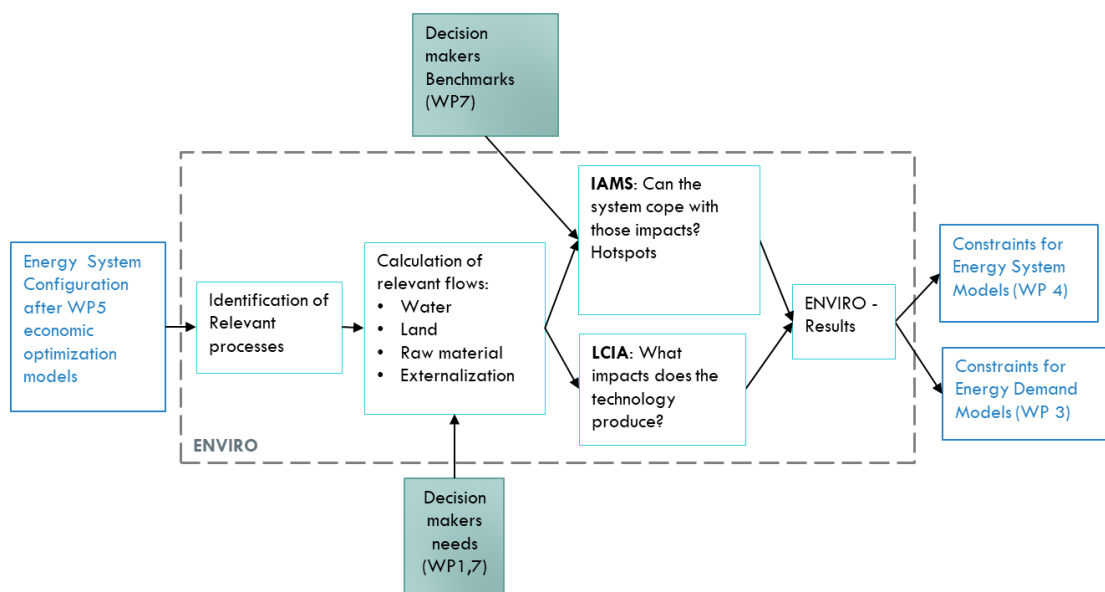 Decision
makers
Benchmarks
(WP7)
Energy System
Configuration
after WP5
economic
optimization
models
Identification of
Relevant
processes
Calculation of
relevant flows:
• Water
• Land
• Raw material
• Externalization
IAMS: Can the
system cope with
those impacts?
Hotspots
LCIA: What
impacts does the
technology
produce?
ENVIRO -
Results
Constraints for
Energy System
Models (WP 4)
Constraints for
Energy Demand
Models (WP 3)
ENVIRO
Decision
makers
needs
(WP1,7)